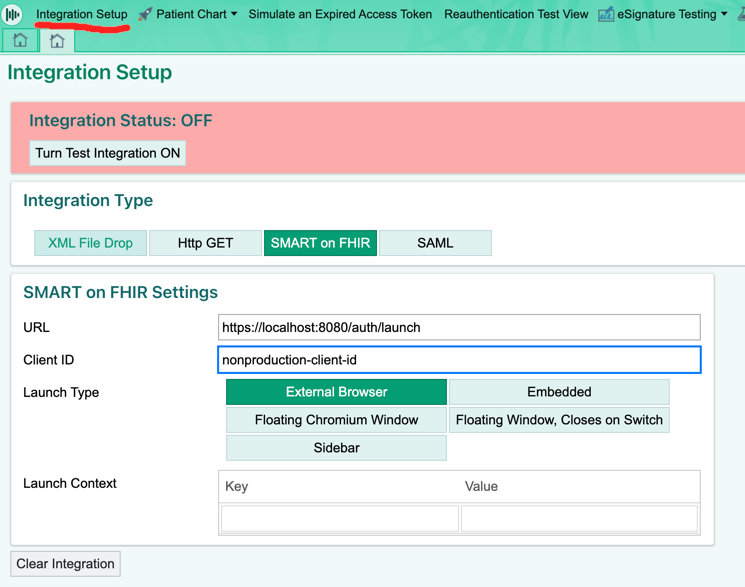 Integration Setup Patient Chart Simulate an Expired Access Token Reauthentication Test View eSignature Testing
Integration Setup
Integration Status: OFF
Turn Test Integration ON
Integration Type
XML File Drop Http GET SMART on FHIR SAML
SMART on FHIR Settings
URL https://localhost:8080/auth/launch
Client ID nonproduction-client-id
Launch Type External Browser Embedded
Floating Chromium Window Floating Window, Closes on Switch
Sidebar
Launch Context Key Value
Clear Integration